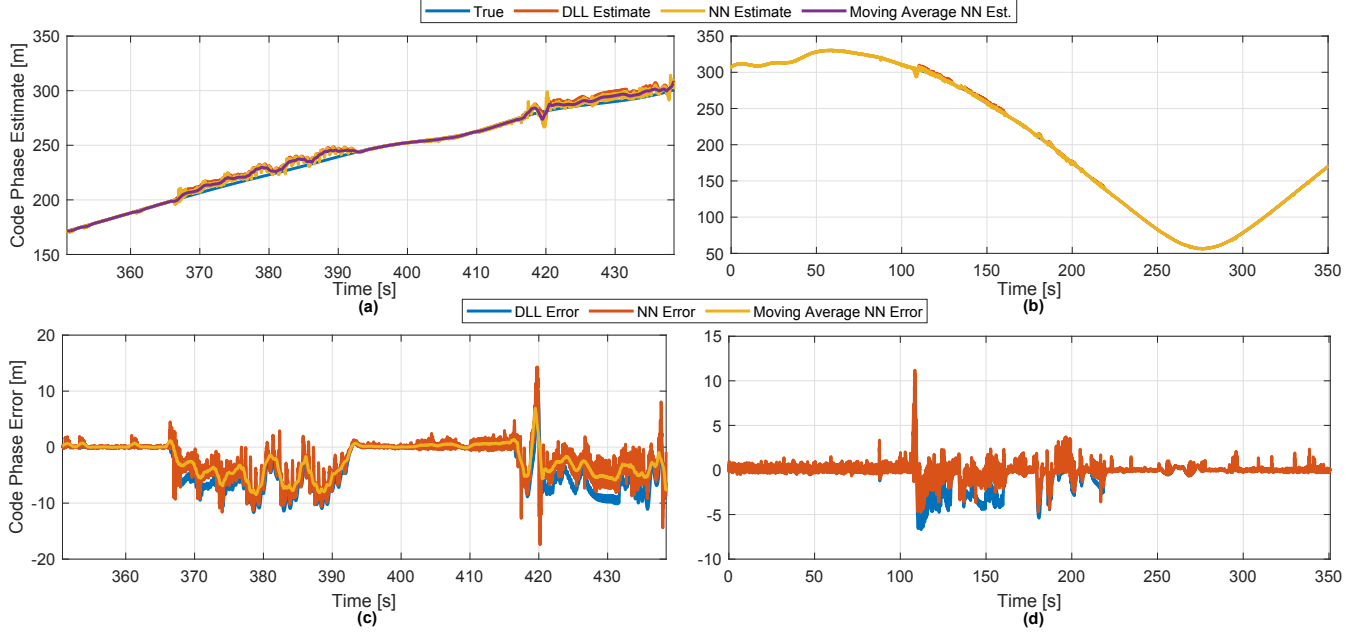 True DLL Estimate NN Estimate Moving Average NN Est.
Code Phase Estimate [m]
350
300
250
200
150
360 370 380 390 400 410 420 430
Time [s]
(a)
350
300
250
200
150
100
50
0 50 100 150 200 250 300 350
Time [s]
(b)
DLL Error NN Error Moving Average NN Error
Code Phase Error [m]
20
10
0
-10
-20
360 370 380 390 400 410 420 430
Time [s]
(c)
15
10
5
0
-5
-10
0 50 100 150 200 250 300 350
Time [s]
(d)